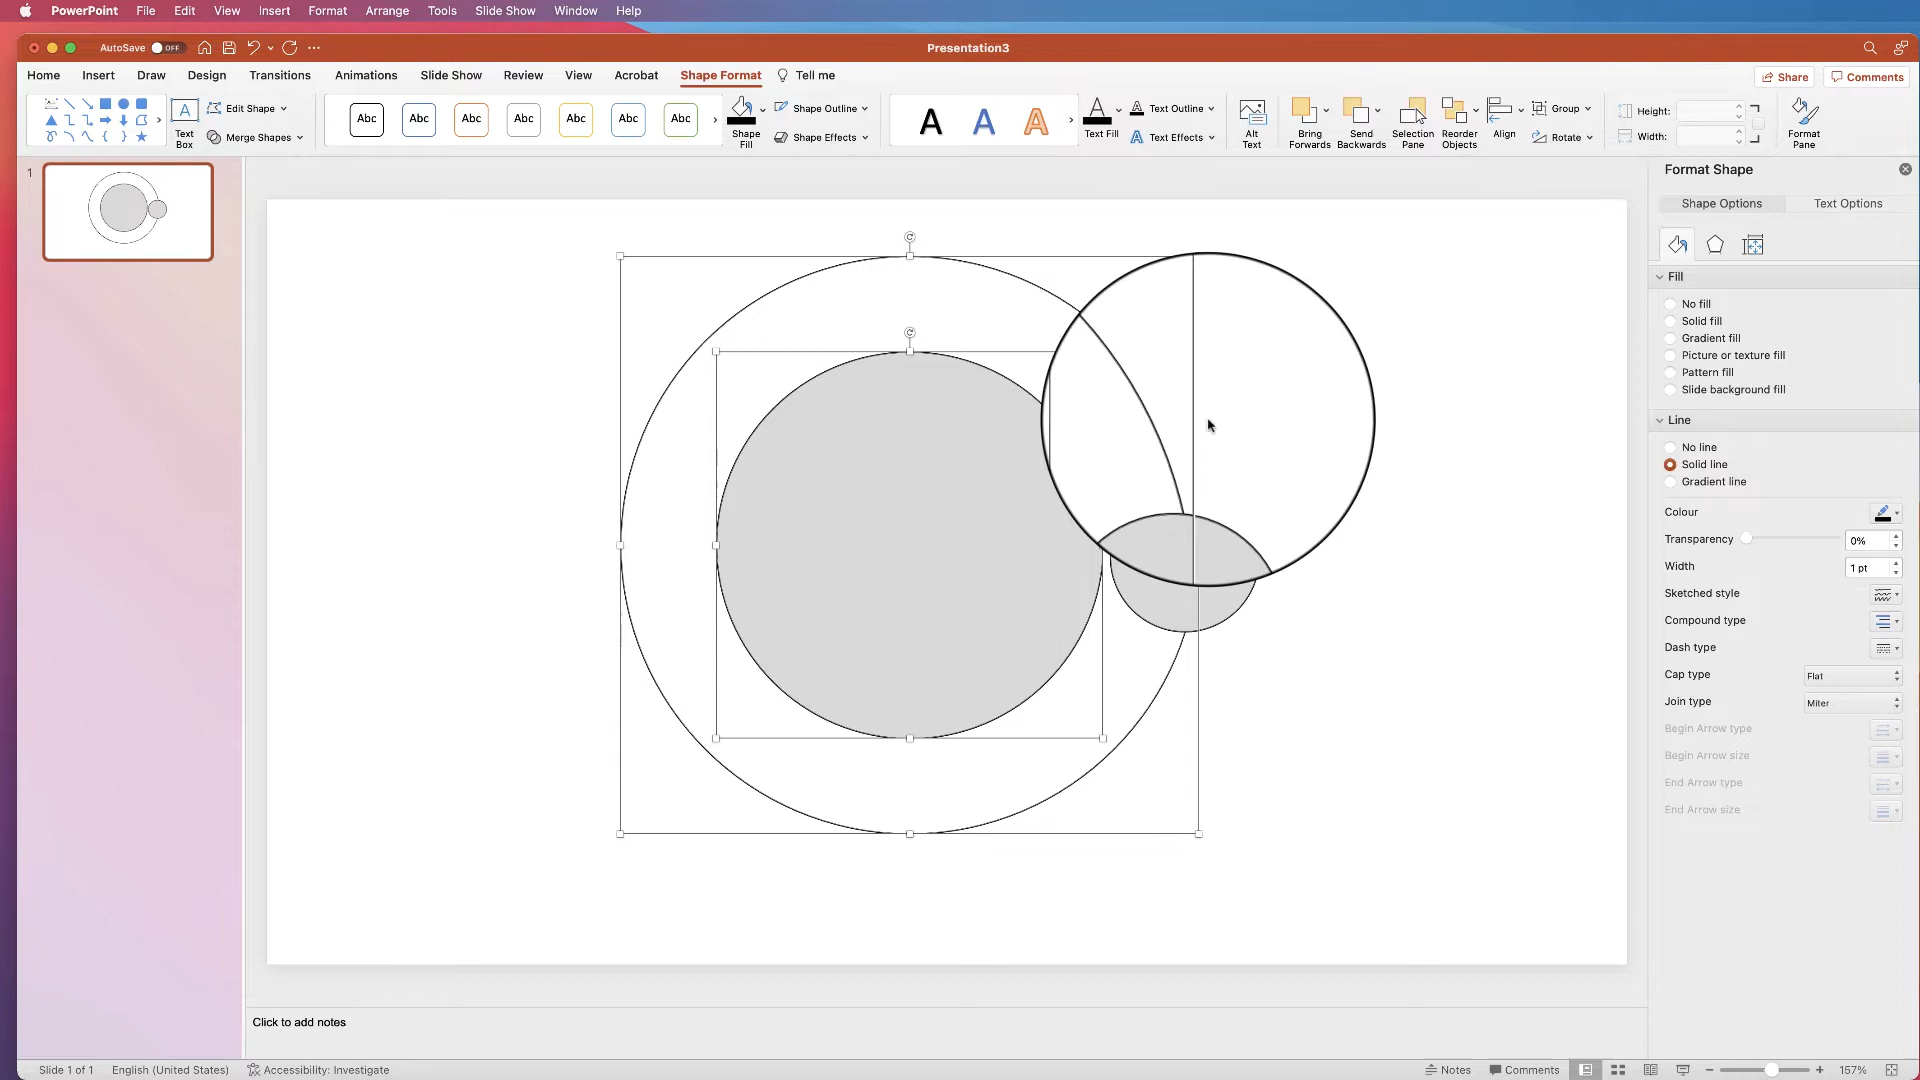 PowerPoint File Edit View Insert Format Arrange Tools Slide Show Window Help
AutoSave OFF
Presentation3
Home Insert Draw Design Transitions Animations Slide Show Review View Acrobat Shape Format Tell me
Share Comments
A
Text
Box
Edit Shape
Merge Shapes
Abc Abc Abc Abc Abc Abc Abc
Shape
Fill
Shape Outline
Shape Effects
A A A
Text Fill
Text Outline
Text Effects
Alt
Text
Bring
Forwards
Send
Backwards
Selection
Pane
Reorder
Objects
Align
Group
Rotate
Height:
Width:
Format
Pane
1
Format Shape
Shape Options Text Options
Fill
No fill
Solid fill
Gradient fill
Picture or texture fill
Pattern fill
Slide background fill
Line
No line
Solid line
Gradient line
Colour
Transparency 0%
Width 1 pt
Sketched style
Compound type
Dash type
Cap type Flat
Join type Miter
Begin Arrow type
Begin Arrow size
End Arrow type
End Arrow size
Click to add notes
Slide 1 of 1 English (United States) Accessibility: Investigate Notes Comments 157%